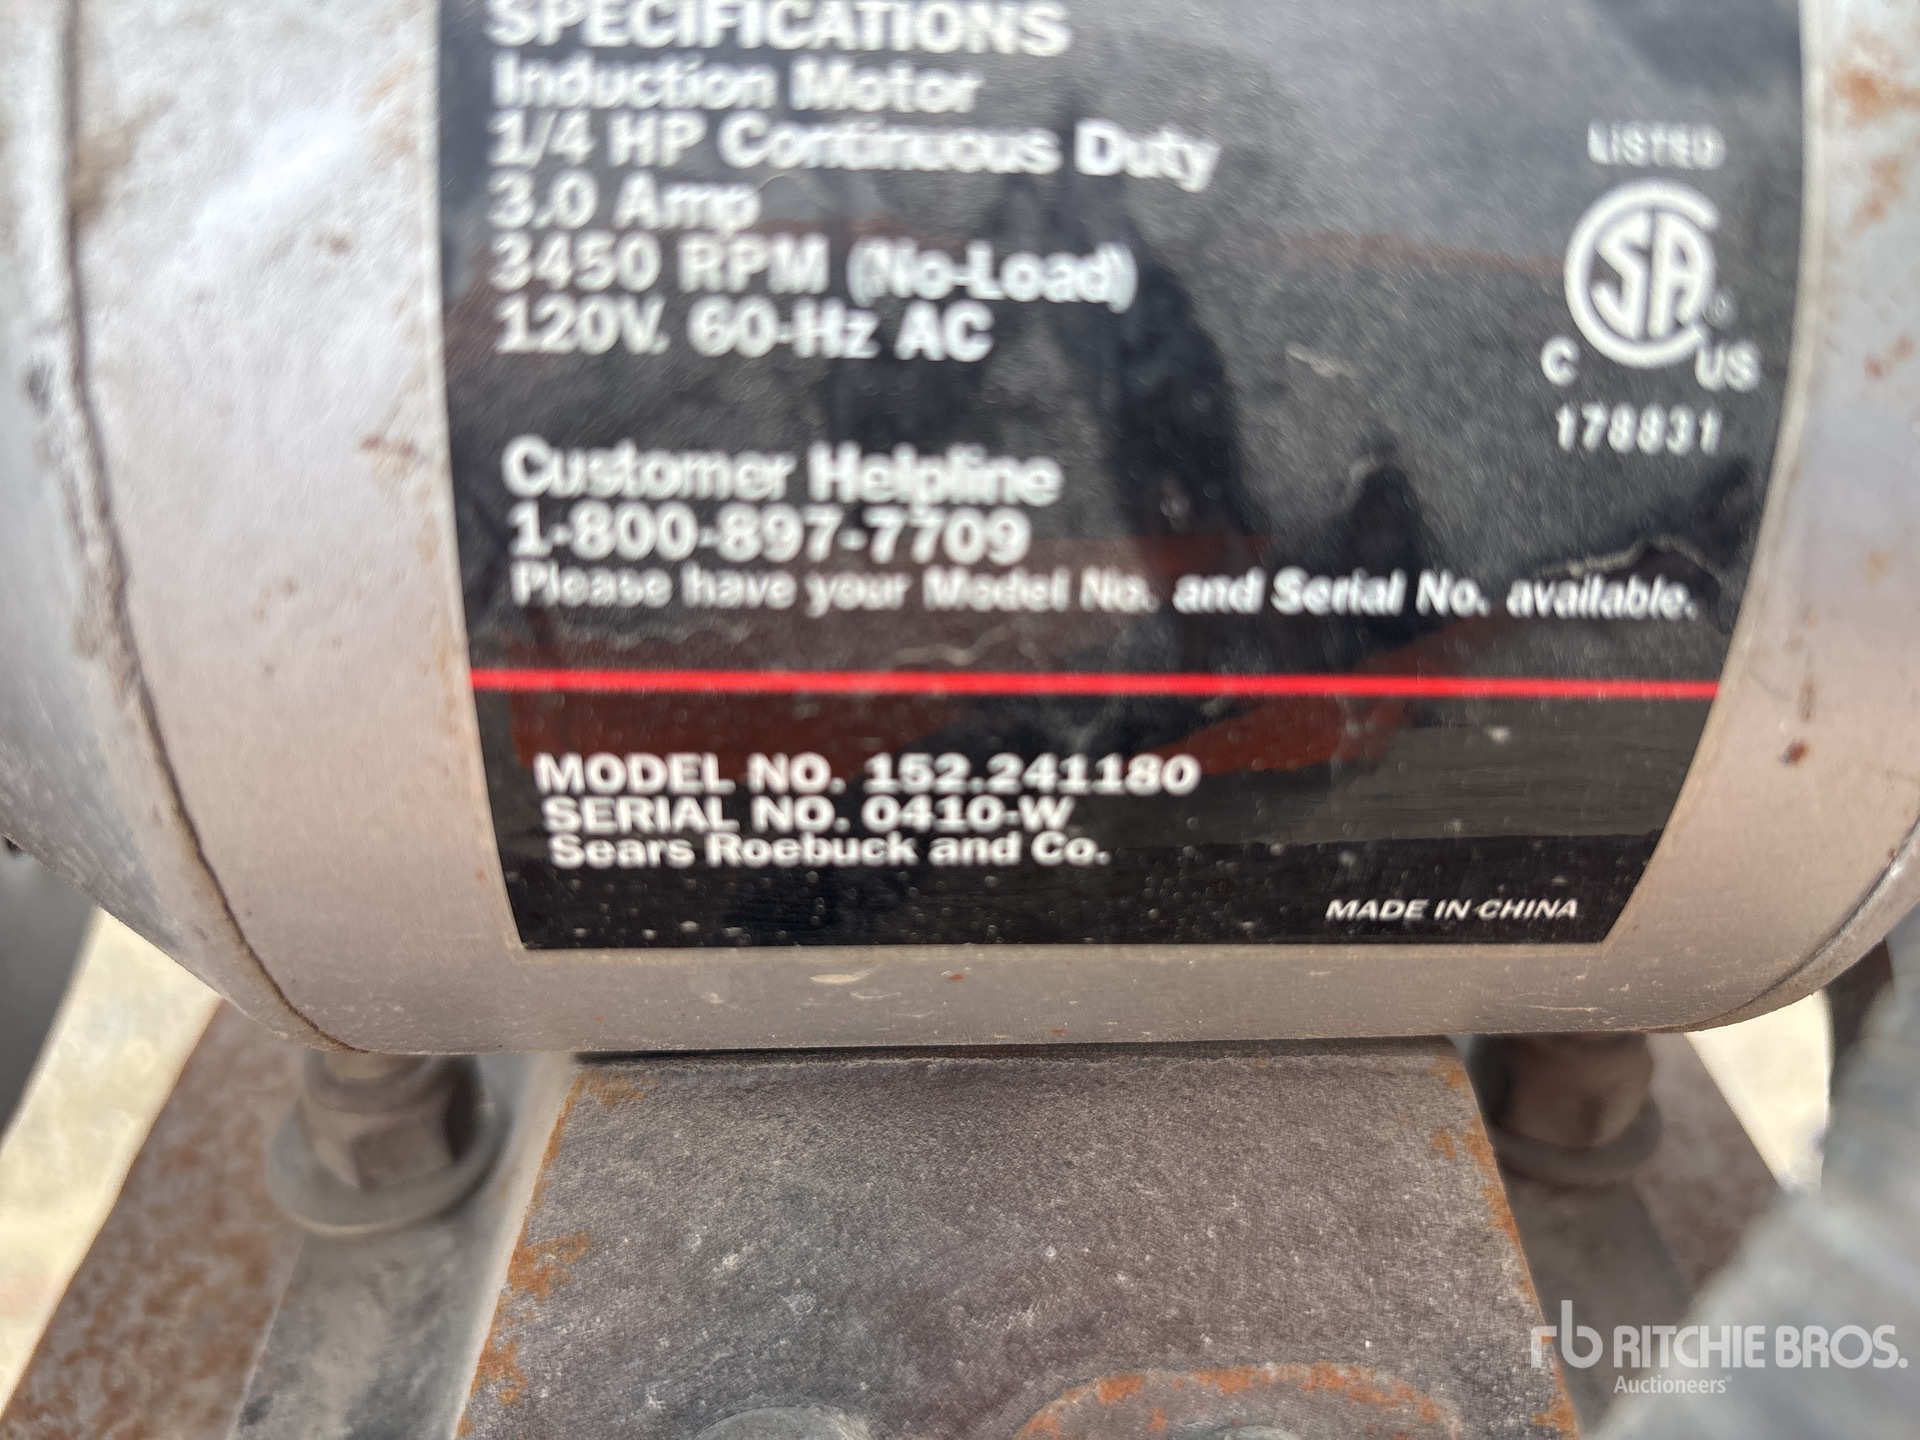 SPECIFICATIONS
Induction Motor
1/4 HP Continuous Duty
3.0 Amp
3450 RPM (No-Load)
120V. 60-Hz AC
LISTED
SA
C US
178831
Customer Helpline
1-800-897-7709
Please have your Model No. and Serial No. available.
MODEL NO. 152.241180
SERIAL NO. 0410-W
Sears Roebuck and Co.
MADE IN CHINA
rb RITCHIE BROS.
Auctioneers